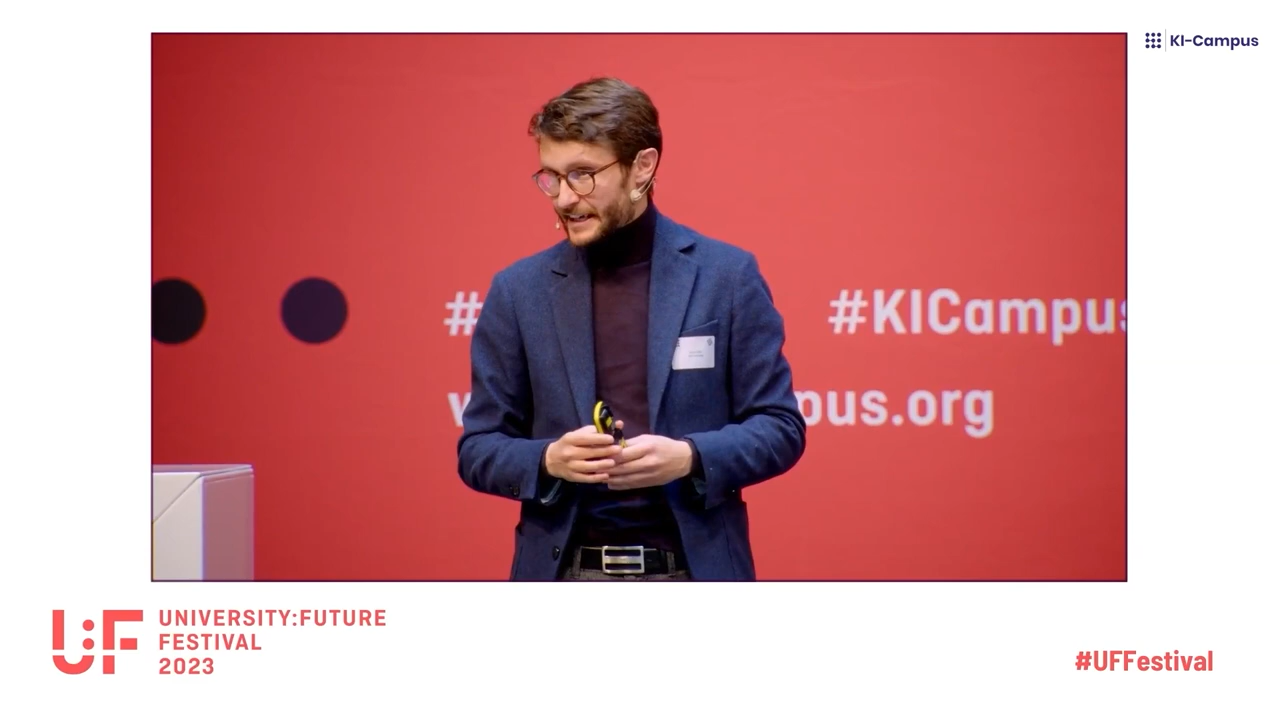 KI-Campus
#
#KICampus
w
pus.org
U:F
UNIVERSITY:FUTURE
FESTIVAL
2023
#UFFestival